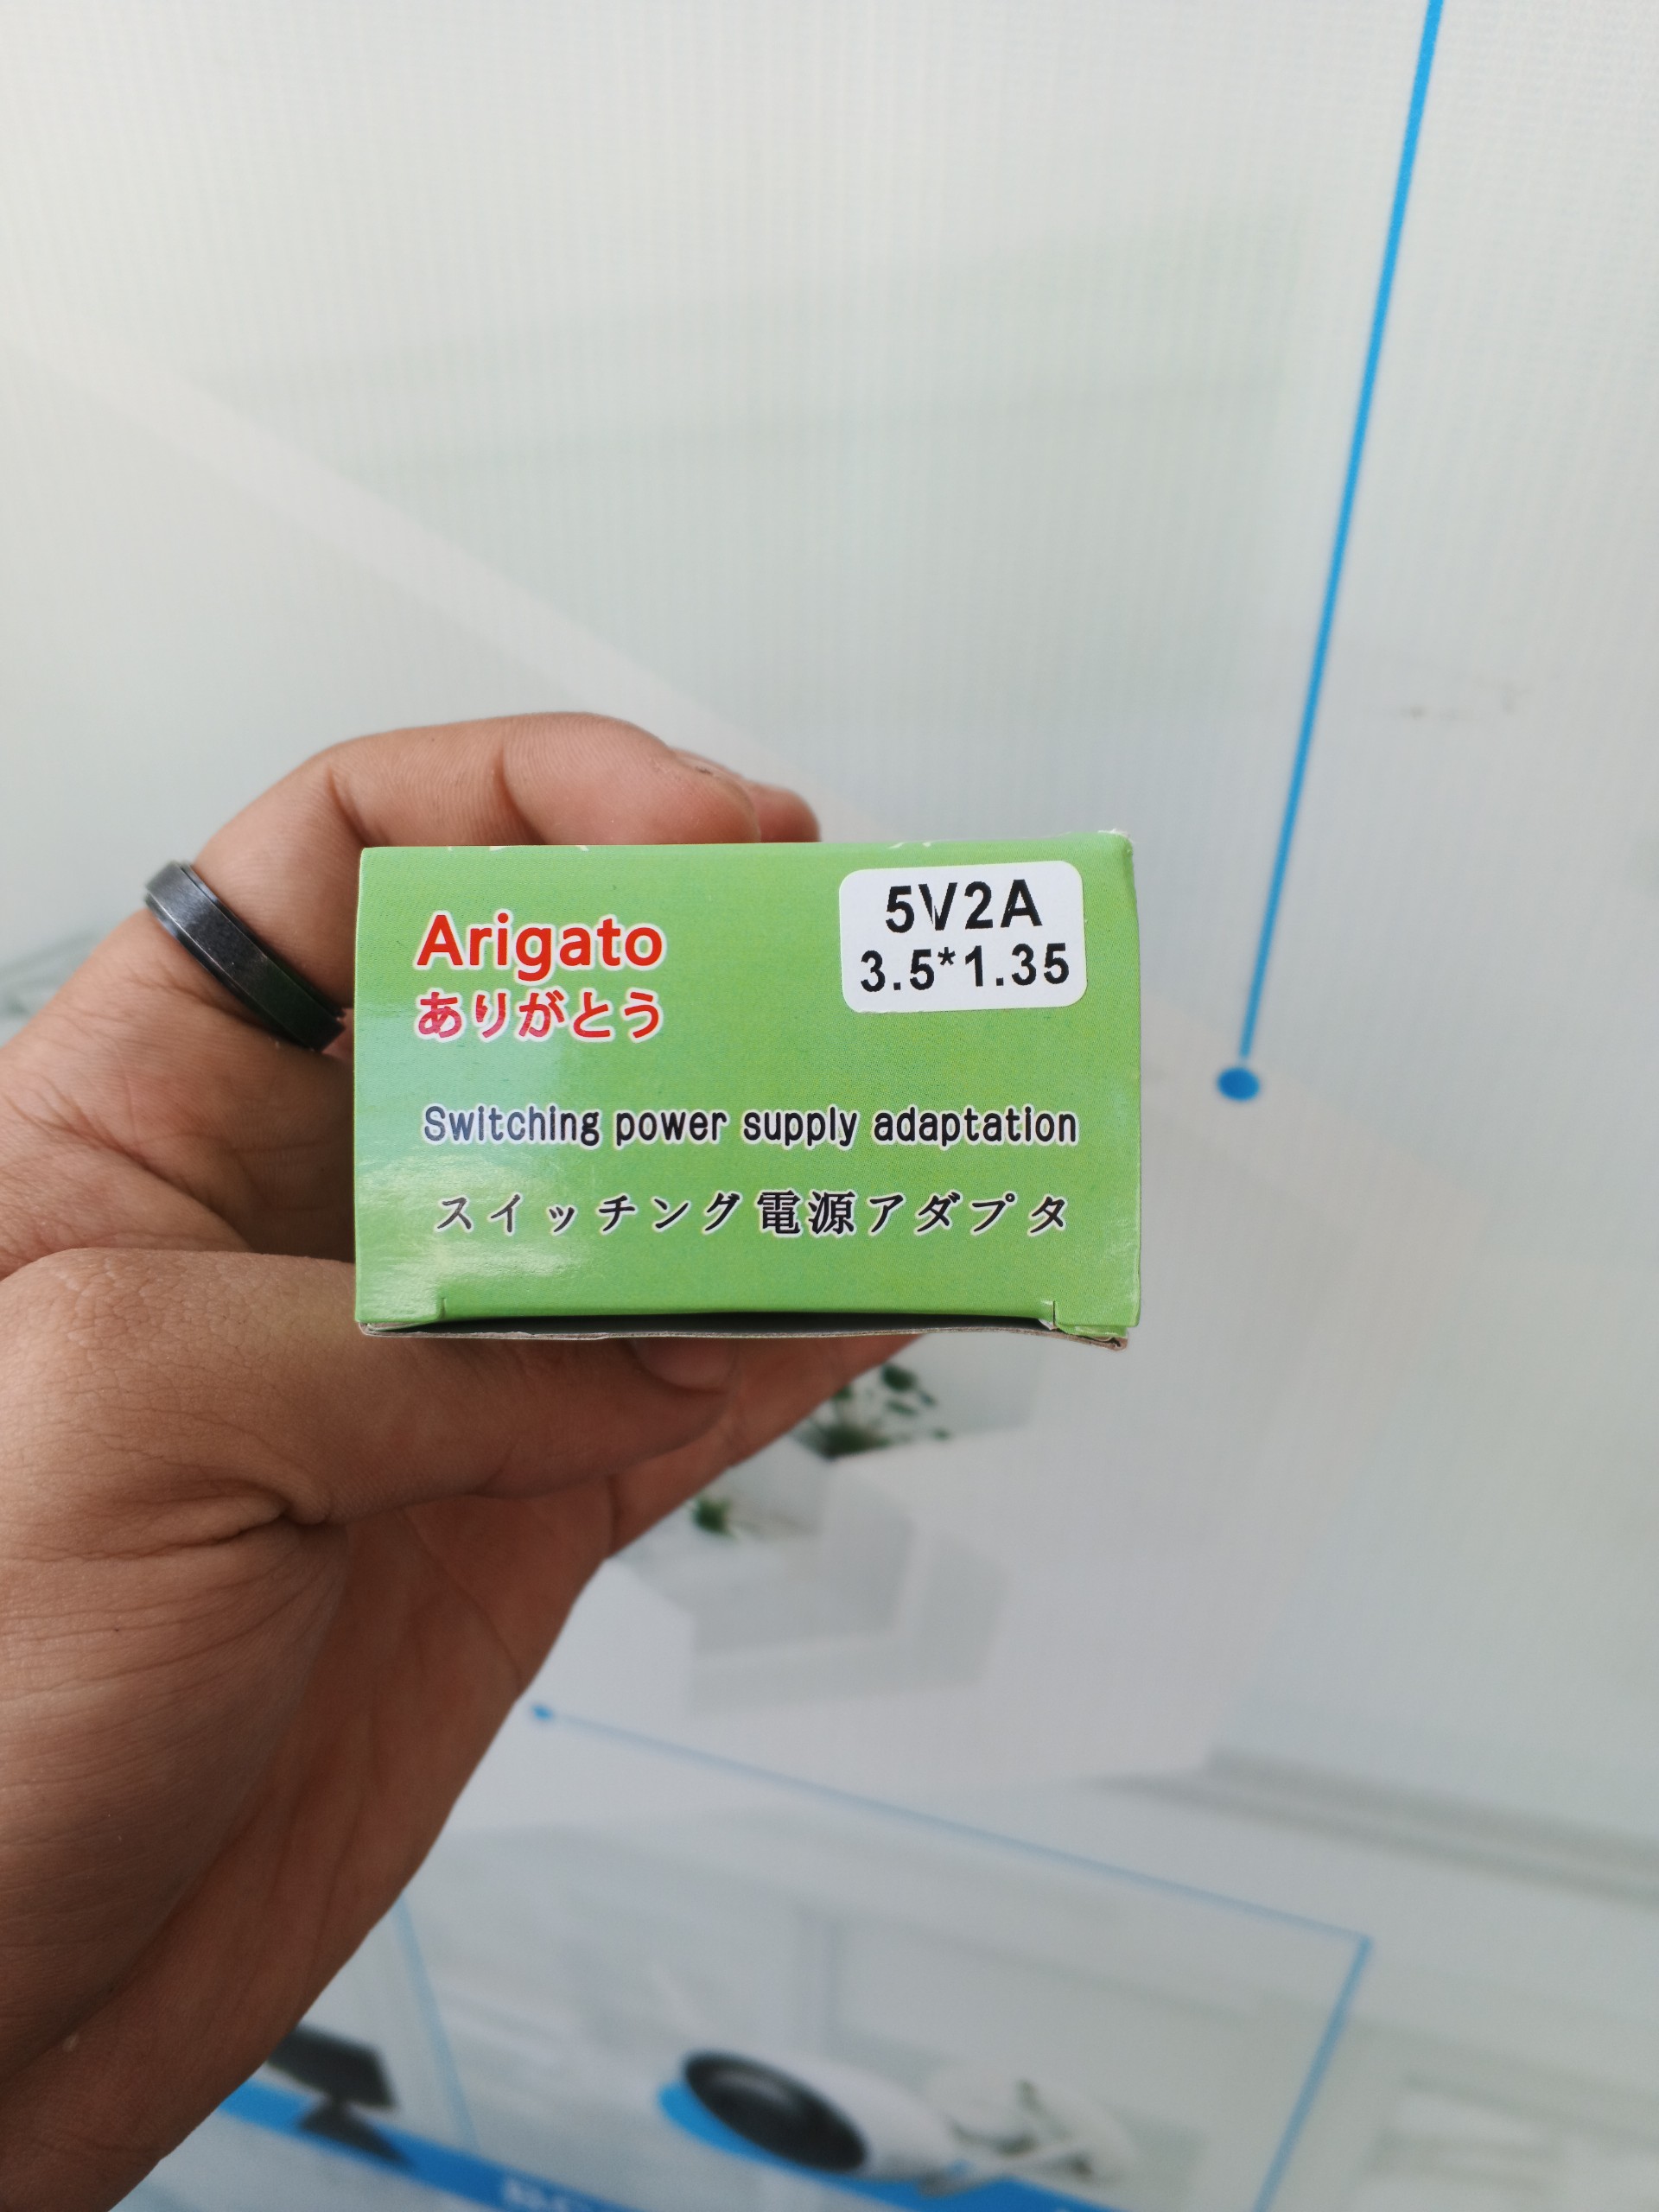 5V2A
3.5*1.35
Arigato
ありがとう
Switching power supply adaptation
スイッチング電源アダプタ